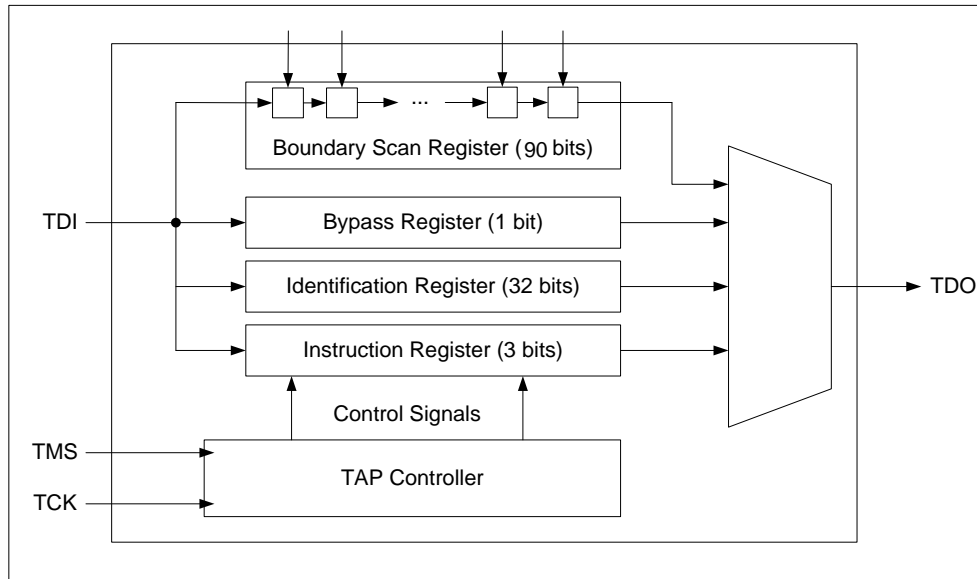 ...
Boundary Scan Register (90 bits)
TDI
Bypass Register (1 bit)
Identification Register (32 bits)
TDO
Instruction Register (3 bits)
Control Signals
TMS
TAP Controller
TCK